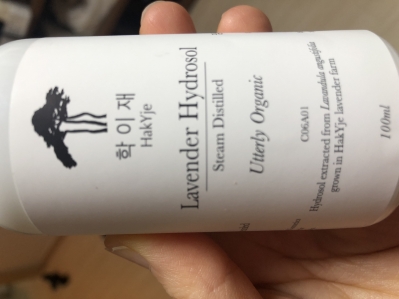 학이재
HakYje
Lavender Hydrosol
Steam Distilled
Utterly Organic
C06A01
Hydrosol extracted from Lavandula angustifolia
grown in HakYje lavender farm
100ml